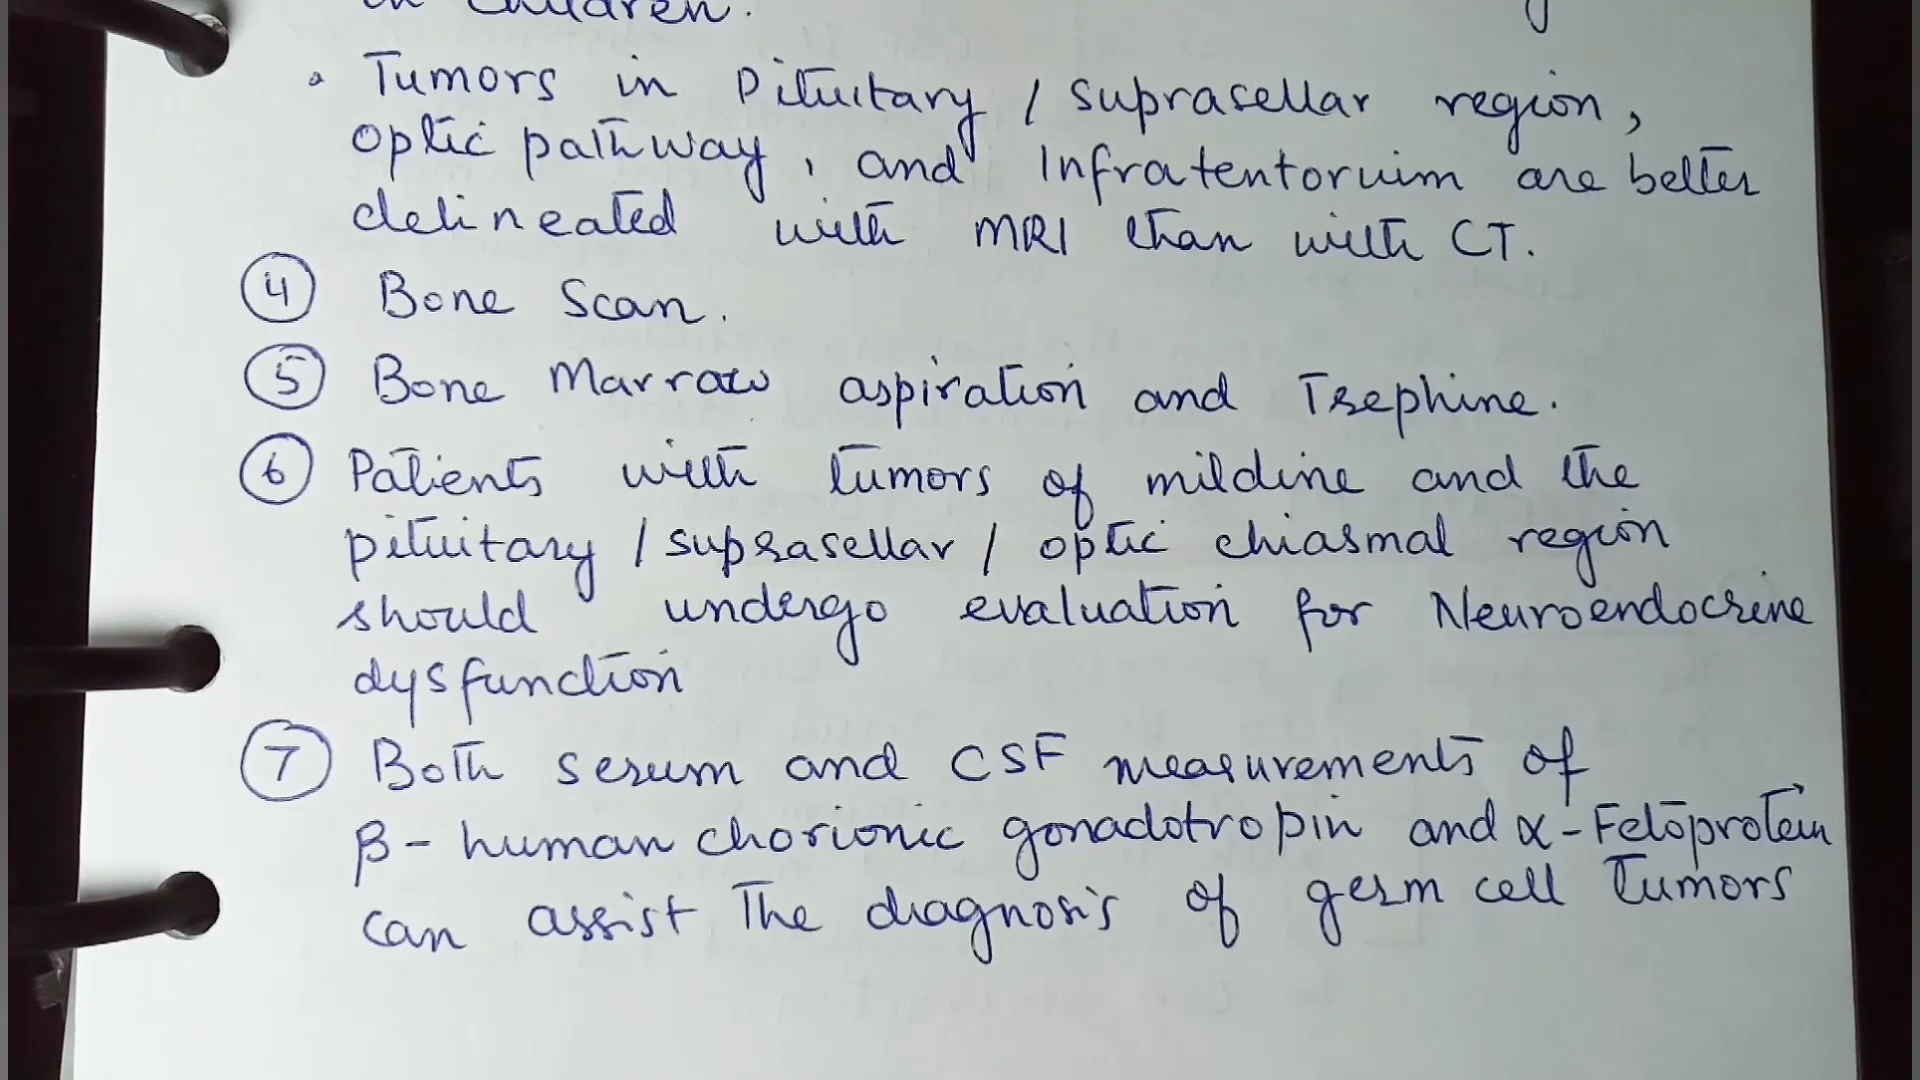 in children.
• Tumors in Pituitary / suprasellar region,
optic pathway, and Infratentorium are better
delineated with MRI than with CT.
④ Bone Scan.
⑤ Bone Marrow aspiration and Trephine.
⑥ Patients with tumors of mildine and the
pituitary / suprasellar / optic chiasmal region
should undergo evaluation for Neuroendocrine
dysfunction
⑦ Both serum and CSF measurements of
β - human chorionic gonadotropin and α - Fetoprotein
can assist The diagnosis of germ cell Tumors